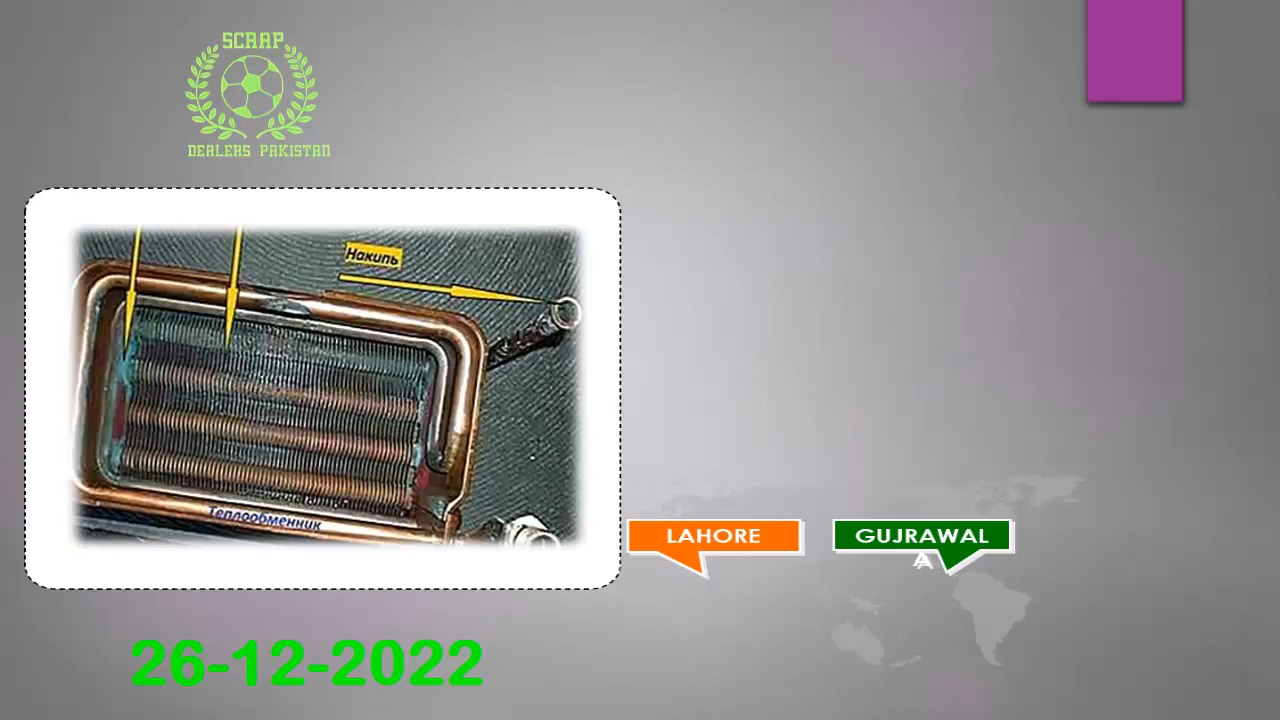 SCRAP
DEALERS PAKISTAN
Накипь
Теплообменник
LAHORE
GUJRAWAL
A
26-12-2022